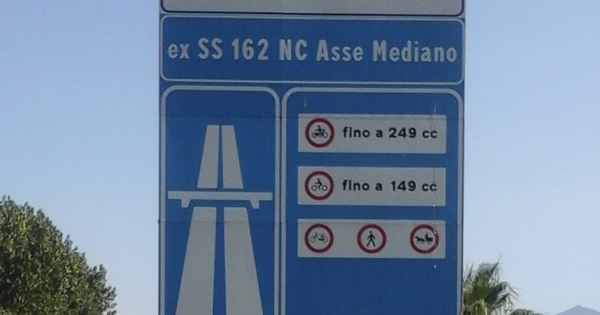 ex SS 162 NC Asse Mediano
fino a 249 cc
fino a 149 cc